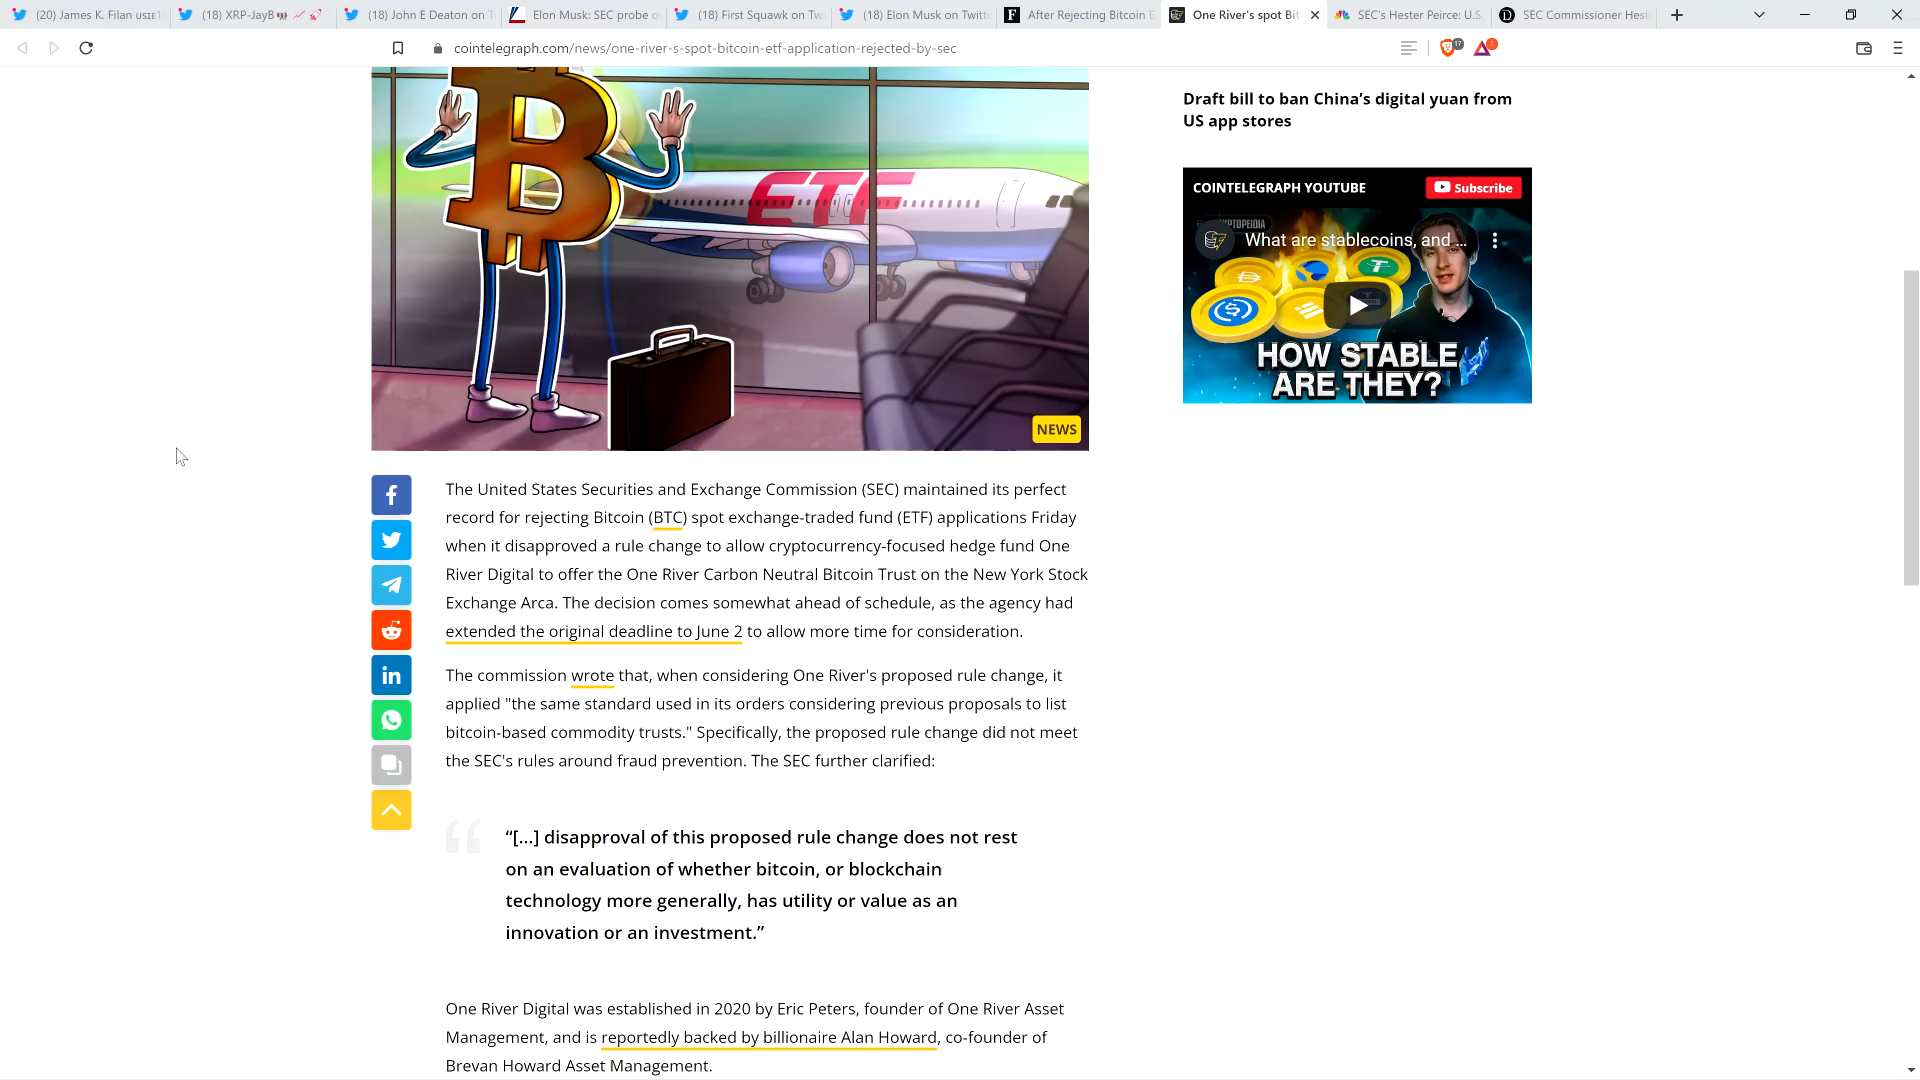 (20) James K. Filan
(18) XRP-JayB
(18) John E Deaton on T
Elon Musk: SEC probe o
(18) First Squawk on Twi
(18) Elon Musk on Twitt
After Rejecting Bitcoin E
One River's spot Bit
SEC's Hester Peirce: U.S.
SEC Commissioner Hest
cointelegraph.com/news/one-river-s-spot-bitcoin-etf-application-rejected-by-sec
17
1
ETF
NEWS
Draft bill to ban China’s digital yuan from
US app stores
COINTELEGRAPH YOUTUBE
Subscribe
What are stablecoins, and ...
HOW STABLE
ARE THEY?
The United States Securities and Exchange Commission (SEC) maintained its perfect
record for rejecting Bitcoin (BTC) spot exchange-traded fund (ETF) applications Friday
when it disapproved a rule change to allow cryptocurrency-focused hedge fund One
River Digital to offer the One River Carbon Neutral Bitcoin Trust on the New York Stock
Exchange Arca. The decision comes somewhat ahead of schedule, as the agency had
extended the original deadline to June 2 to allow more time for consideration.
The commission wrote that, when considering One River's proposed rule change, it
applied "the same standard used in its orders considering previous proposals to list
bitcoin-based commodity trusts." Specifically, the proposed rule change did not meet
the SEC's rules around fraud prevention. The SEC further clarified:
“[...] disapproval of this proposed rule change does not rest
on an evaluation of whether bitcoin, or blockchain
technology more generally, has utility or value as an
innovation or an investment.”
One River Digital was established in 2020 by Eric Peters, founder of One River Asset
Management, and is reportedly backed by billionaire Alan Howard, co-founder of
Brevan Howard Asset Management.